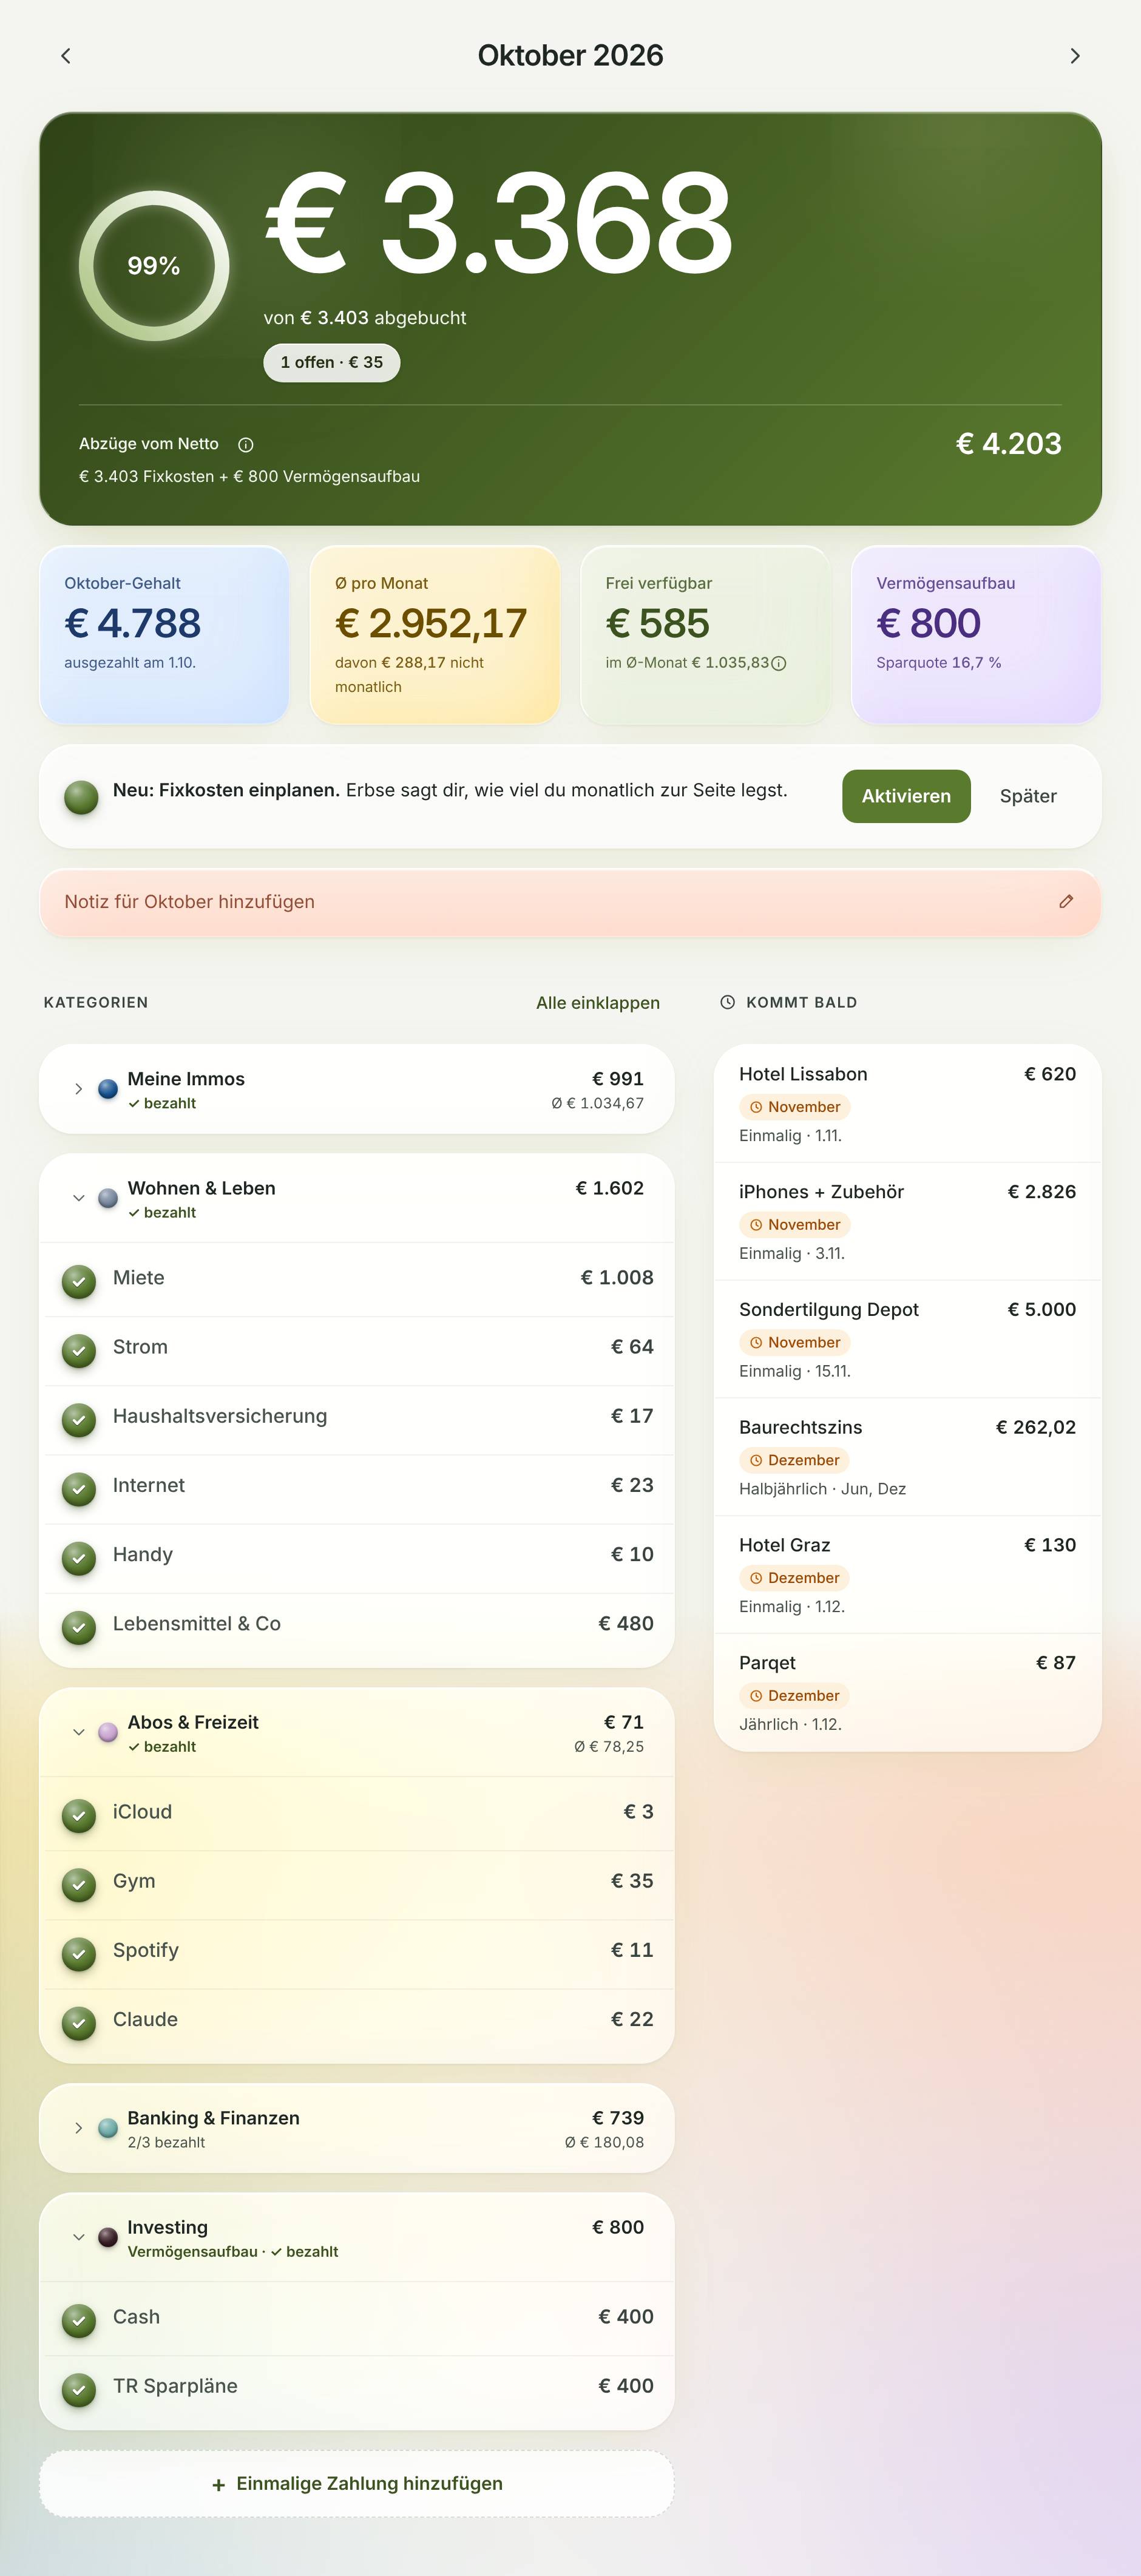 Oktober 2026
99%
€ 3.368
von € 3.403 abgebucht
1 offen · € 35
Abzüge vom Netto
€ 4.203
€ 3.403 Fixkosten + € 800 Vermögensaufbau
Oktober-Gehalt
€ 4.788
ausgezahlt am 1.10.
Ø pro Monat
€ 2.952,17
davon € 288,17 nicht
monatlich
Frei verfügbar
€ 585
im Ø-Monat € 1.035,83
Vermögensaufbau
€ 800
Sparquote 16,7 %
Neu: Fixkosten einplanen. Erbse sagt dir, wie viel du monatlich zur Seite legst.
Aktivieren
Später
Notiz für Oktober hinzufügen
KATEGORIEN
Alle einklappen
Meine Immos
€ 991
✓ bezahlt
Ø € 1.034,67
Wohnen & Leben
€ 1.602
✓ bezahlt
Miete
€ 1.008
Strom
€ 64
Haushaltsversicherung
€ 17
Internet
€ 23
Handy
€ 10
Lebensmittel & Co
€ 480
Abos & Freizeit
€ 71
✓ bezahlt
Ø € 78,25
iCloud
€ 3
Gym
€ 35
Spotify
€ 11
Claude
€ 22
Banking & Finanzen
€ 739
2/3 bezahlt
Ø € 180,08
Investing
€ 800
Vermögensaufbau · ✓ bezahlt
Cash
€ 400
TR Sparpläne
€ 400
+ Einmalige Zahlung hinzufügen
KOMMT BALD
Hotel Lissabon
€ 620
November
Einmalig · 1.11.
iPhones + Zubehör
€ 2.826
November
Einmalig · 3.11.
Sondertilgung Depot
€ 5.000
November
Einmalig · 15.11.
Baurechtszins
€ 262,02
Dezember
Halbjährlich · Jun, Dez
Hotel Graz
€ 130
Dezember
Einmalig · 1.12.
Parqet
€ 87
Dezember
Jährlich · 1.12.